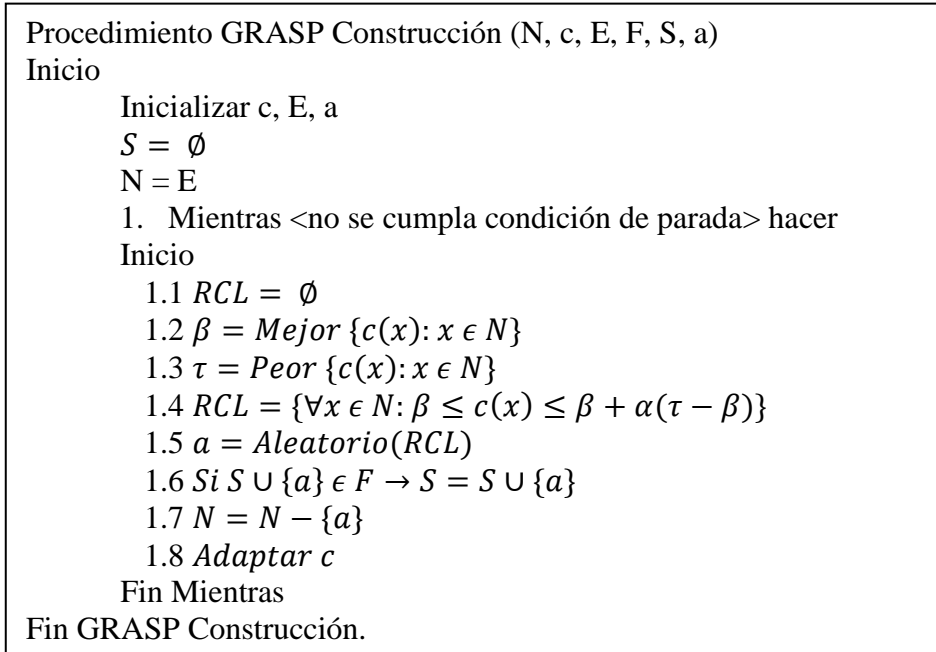 Procedimiento GRASP Construcción (N, c, E, F, S, a)
Inicio
Inicializar c, E, a
𝑆 = ∅
N = E
1. Mientras <no se cumpla condición de parada> hacer
Inicio
1.1 𝑅𝐶𝐿 = ∅
1.2 𝛽 = 𝑀𝑒𝑗𝑜𝑟 {𝑐(𝑥): 𝑥 𝜖 𝑁}
1.3 𝜏 = 𝑃𝑒𝑜𝑟 {𝑐(𝑥): 𝑥 𝜖 𝑁}
1.4 𝑅𝐶𝐿 = {∀𝑥 𝜖 𝑁: 𝛽 ≤ 𝑐(𝑥) ≤ 𝛽 + 𝛼(𝜏 − 𝛽)}
1.5 𝑎 = 𝐴𝑙𝑒𝑎𝑡𝑜𝑟𝑖𝑜(𝑅𝐶𝐿)
1.6 𝑆𝑖 𝑆 ∪ {𝑎} 𝜖 𝐹 → 𝑆 = 𝑆 ∪ {𝑎}
1.7 𝑁 = 𝑁 − {𝑎}
1.8 𝐴𝑑𝑎𝑝𝑡𝑎𝑟 𝑐
Fin Mientras
Fin GRASP Construcción.